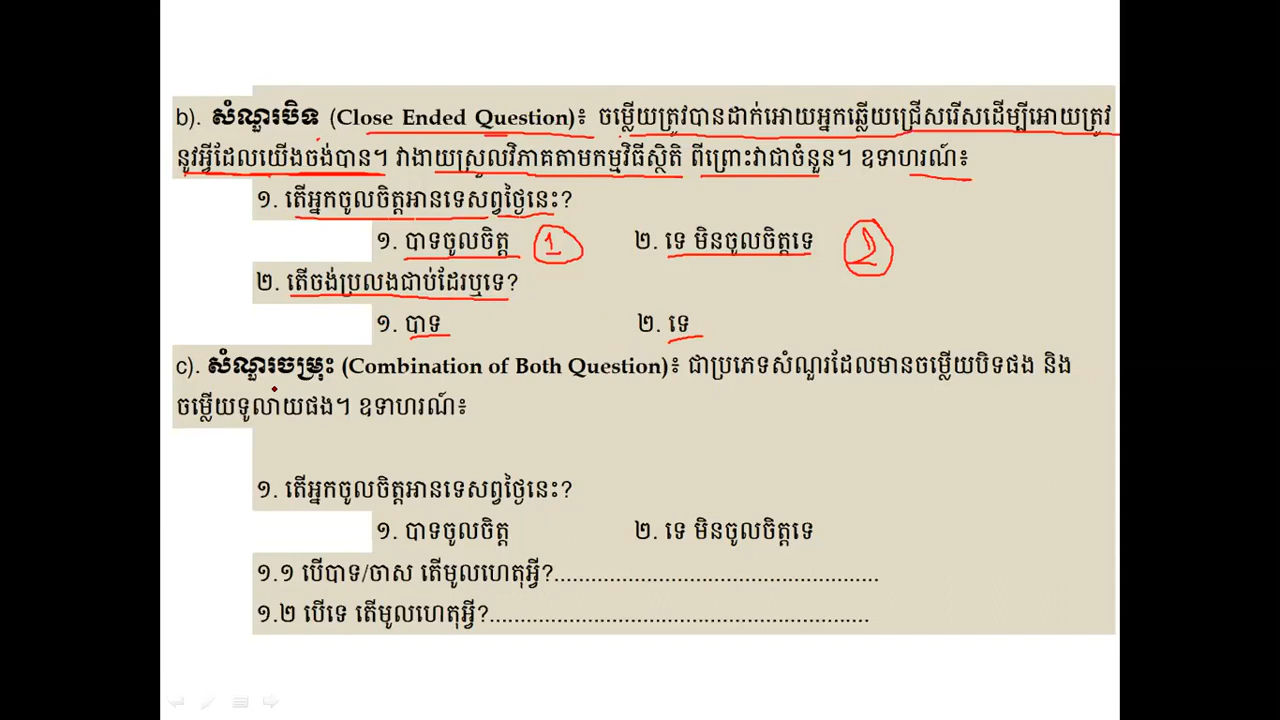 b). សំណួរបិទ (Close Ended Question)៖ ចម្លើយត្រូវបានដាក់អោយអ្នកឆ្លើយជ្រើសរើសដើម្បីអោយត្រូវ
នូវអ្វីដែលយើងចង់បាន។ វាងាយស្រួលវិភាគតាមកម្មវិធីស្ថិតិ ពីព្រោះវាជាចំនួន។ ឧទាហរណ៍៖
១. តើអ្នកចូលចិត្តអានទេសព្វថ្ងៃនេះ?
១. បាទចូលចិត្ត 1 ២. ទេ មិនចូលចិត្តទេ 2
២. តើចង់ប្រលងជាប់ដែរឬទេ?
១. បាទ ២. ទេ
c). សំណួរចម្រុះ (Combination of Both Question)៖ ជាប្រភេទសំណួរដែលមានចម្លើយបិទផង និង
ចម្លើយទូលាយផង។ ឧទាហរណ៍៖
១. តើអ្នកចូលចិត្តអានទេសព្វថ្ងៃនេះ?
១. បាទចូលចិត្ត ២. ទេ មិនចូលចិត្តទេ
១.១ បើបាទ/ចាស តើមូលហេតុអ្វី?....................................................
១.២ បើទេ តើមូលហេតុអ្វី?.............................................................